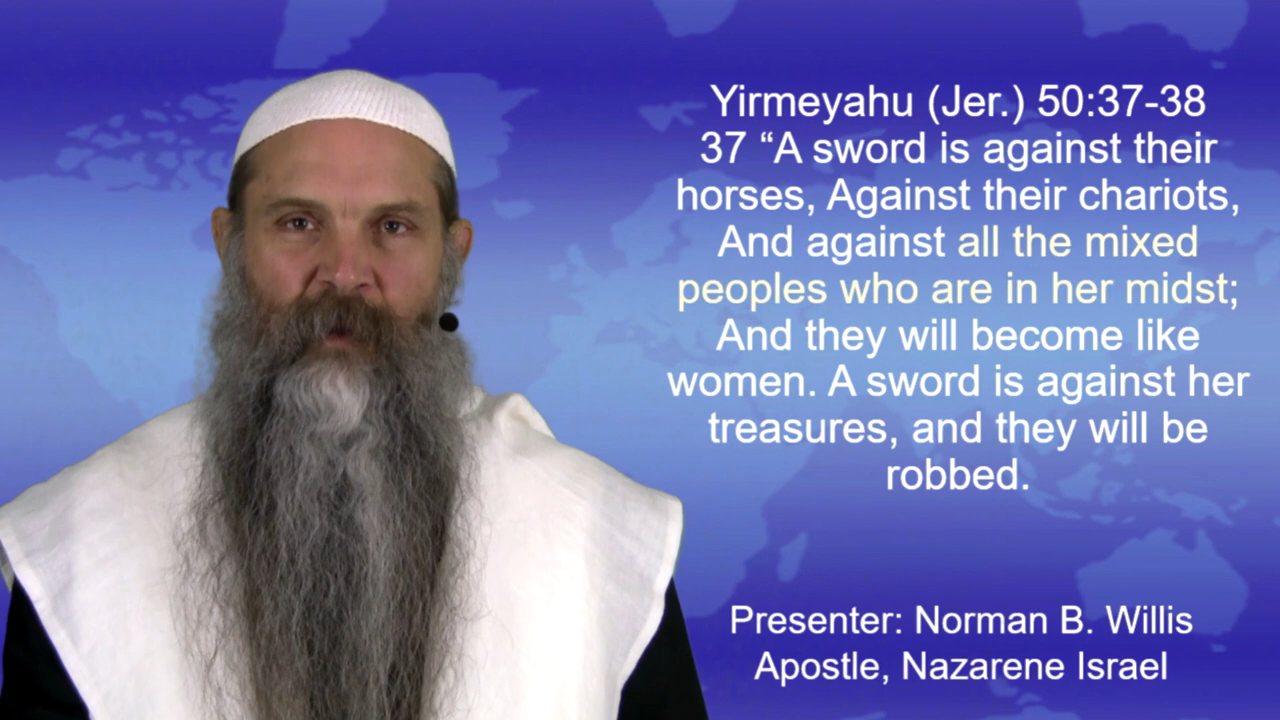 Yirmeyahu (Jer.) 50:37-38
37 “A sword is against their
horses, Against their chariots,
And against all the mixed
peoples who are in her midst;
And they will become like
women. A sword is against her
treasures, and they will be
robbed.
Presenter: Norman B. Willis
Apostle, Nazarene Israel